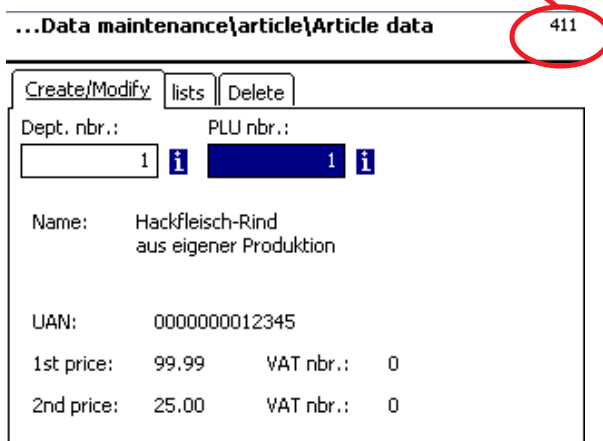 ...Data maintenance\article\Article data 411
Create/Modify lists Delete
Dept. nbr.: PLU nbr.:
1 i 1 i
Name: Hackfleisch-Rind
aus eigener Produktion
UAN: 0000000012345
1st price: 99.99 VAT nbr.: 0
2nd price: 25.00 VAT nbr.: 0